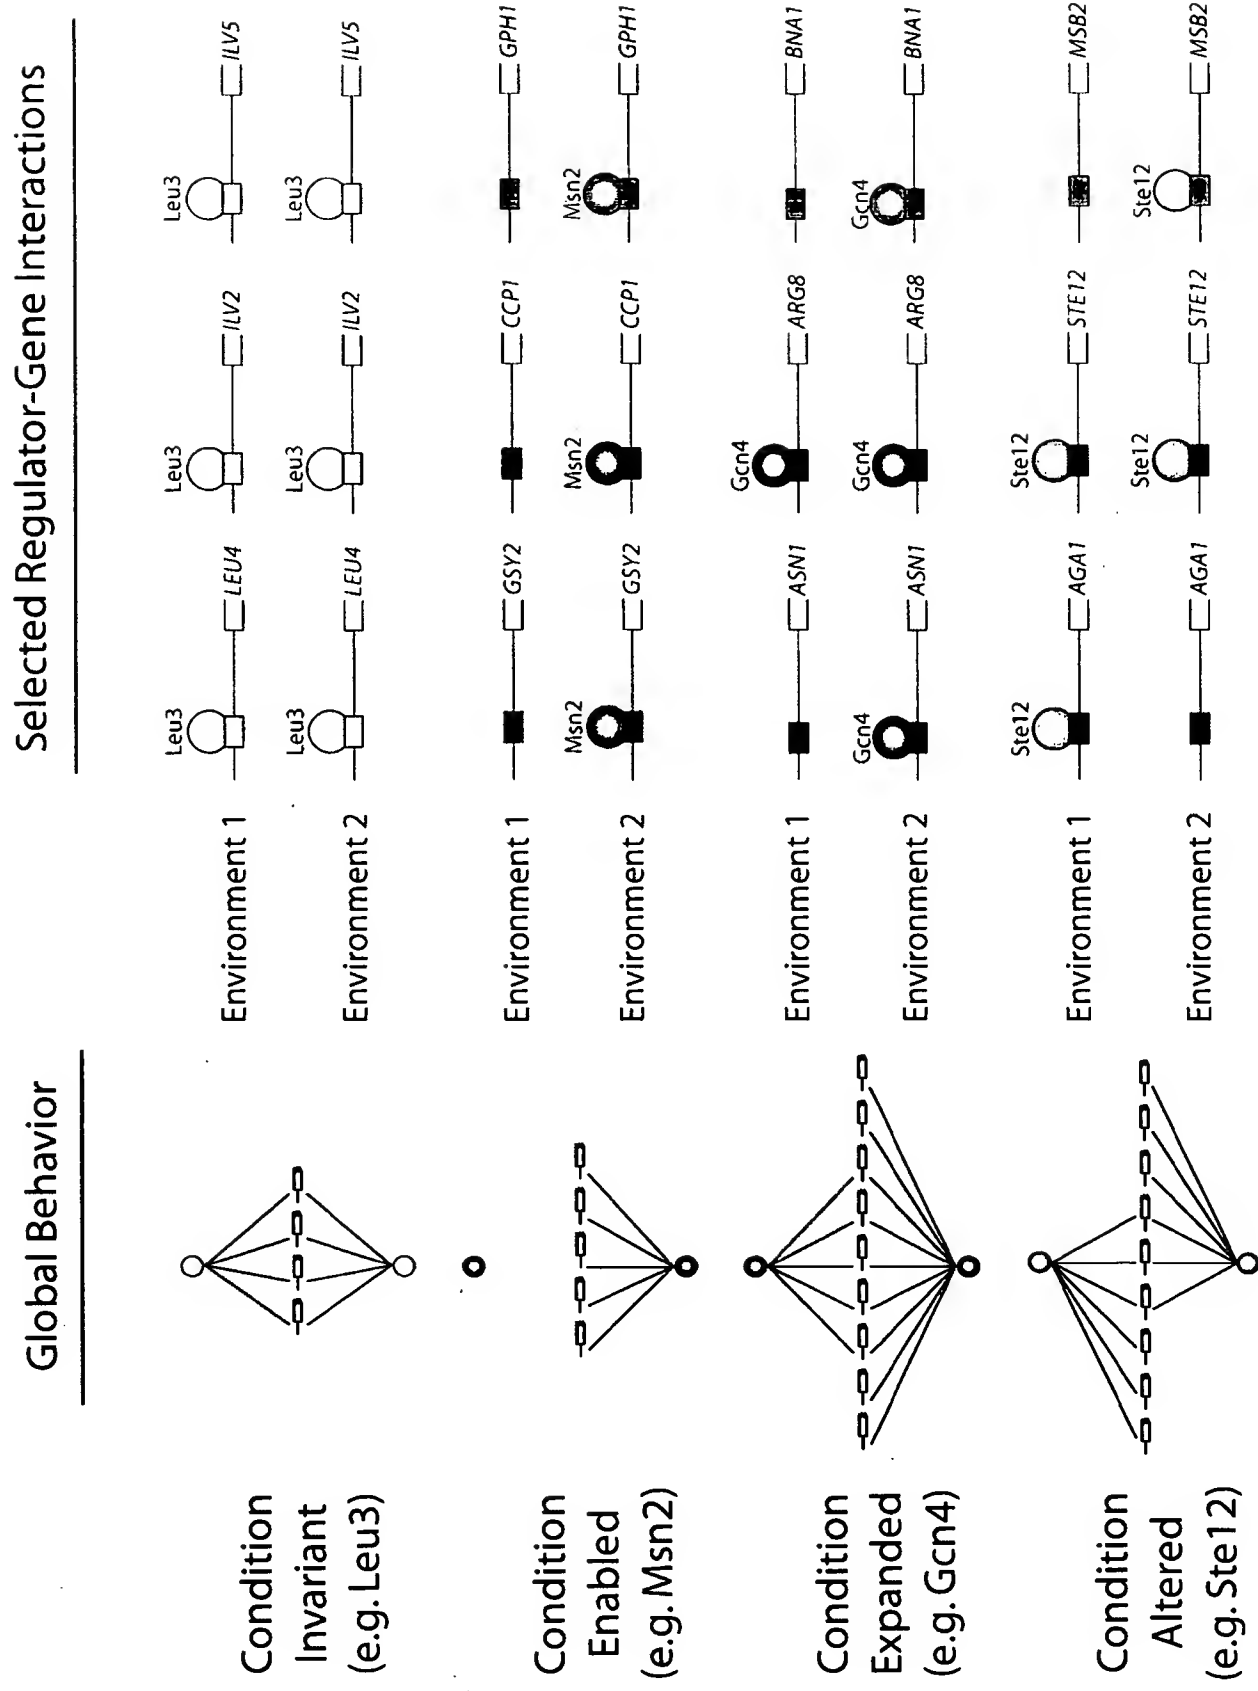 Global Behavior
Selected Regulator-Gene Interactions
Condition
Invariant
(e.g. Leu3)
Environment 1
Leu3
LEU4
Leu3
ILV2
Leu3
ILV5
Environment 2
Leu3
LEU4
Leu3
ILV2
Leu3
ILV5
Condition
Enabled
(e.g. Msn2)
Environment 1
GSY2
CCP1
GPH1
Environment 2
Msn2
GSY2
Msn2
CCP1
Msn2
GPH1
Condition
Expanded
(e.g. Gcn4)
Environment 1
ASN1
Gcn4
ARG8
BNA1
Environment 2
Gcn4
ASN1
Gcn4
ARG8
Gcn4
BNA1
Condition
Altered
(e.g. Ste12)
Environment 1
Ste12
AGA1
Ste12
STE12
MSB2
Environment 2
AGA1
Ste12
STE12
Ste12
MSB2